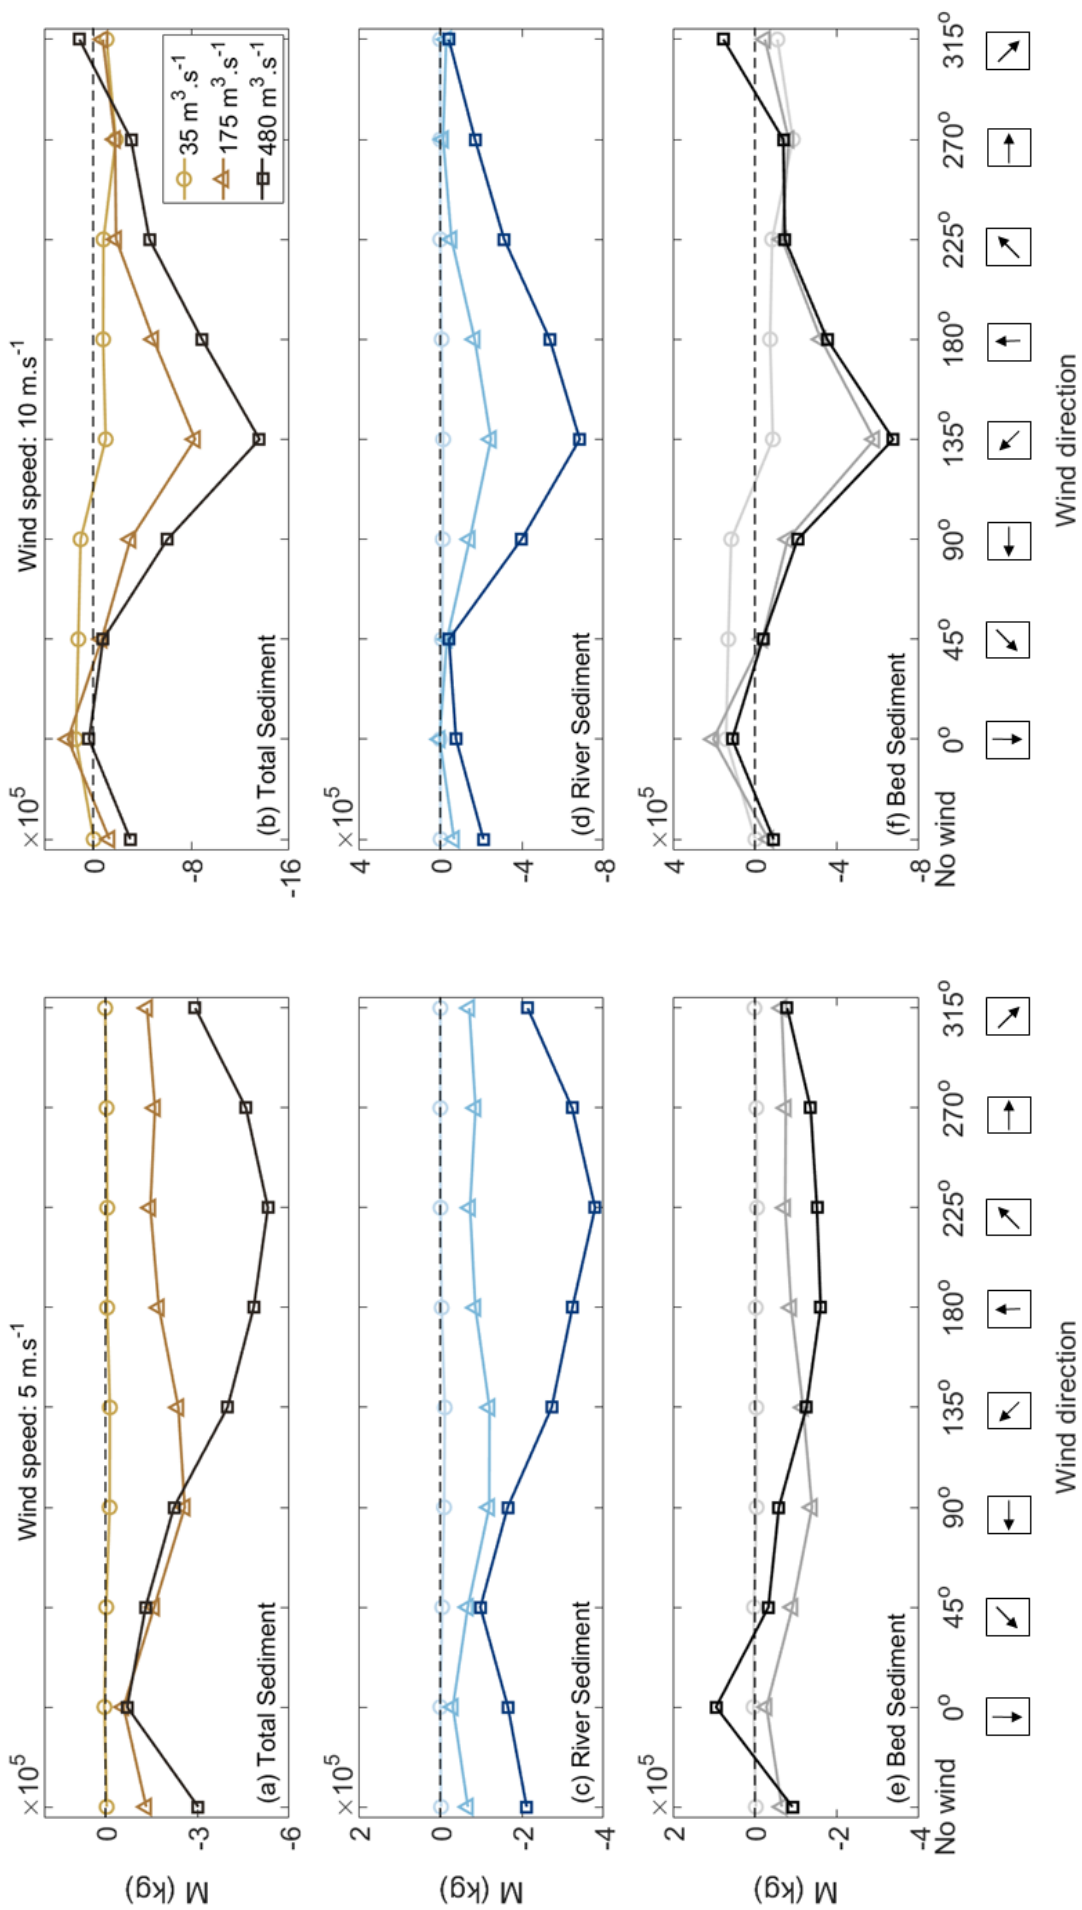 Wind speed: 5 m.s-1
×10^5
0
-3
-6
M (kg)
(a) Total Sediment
Wind speed: 10 m.s-1
×10^5
0
-8
-16
(b) Total Sediment
35 m3.s-1
175 m3.s-1
480 m3.s-1
×10^5
2
0
-2
-4
M (kg)
(c) River Sediment
×10^5
4
0
-4
-8
(d) River Sediment
×10^5
2
0
-2
-4
M (kg)
(e) Bed Sediment
No wind 0° 45° 90° 135° 180° 225° 270° 315°
Wind direction
×10^5
4
0
-4
-8
(f) Bed Sediment
No wind 0° 45° 90° 135° 180° 225° 270° 315°
Wind direction